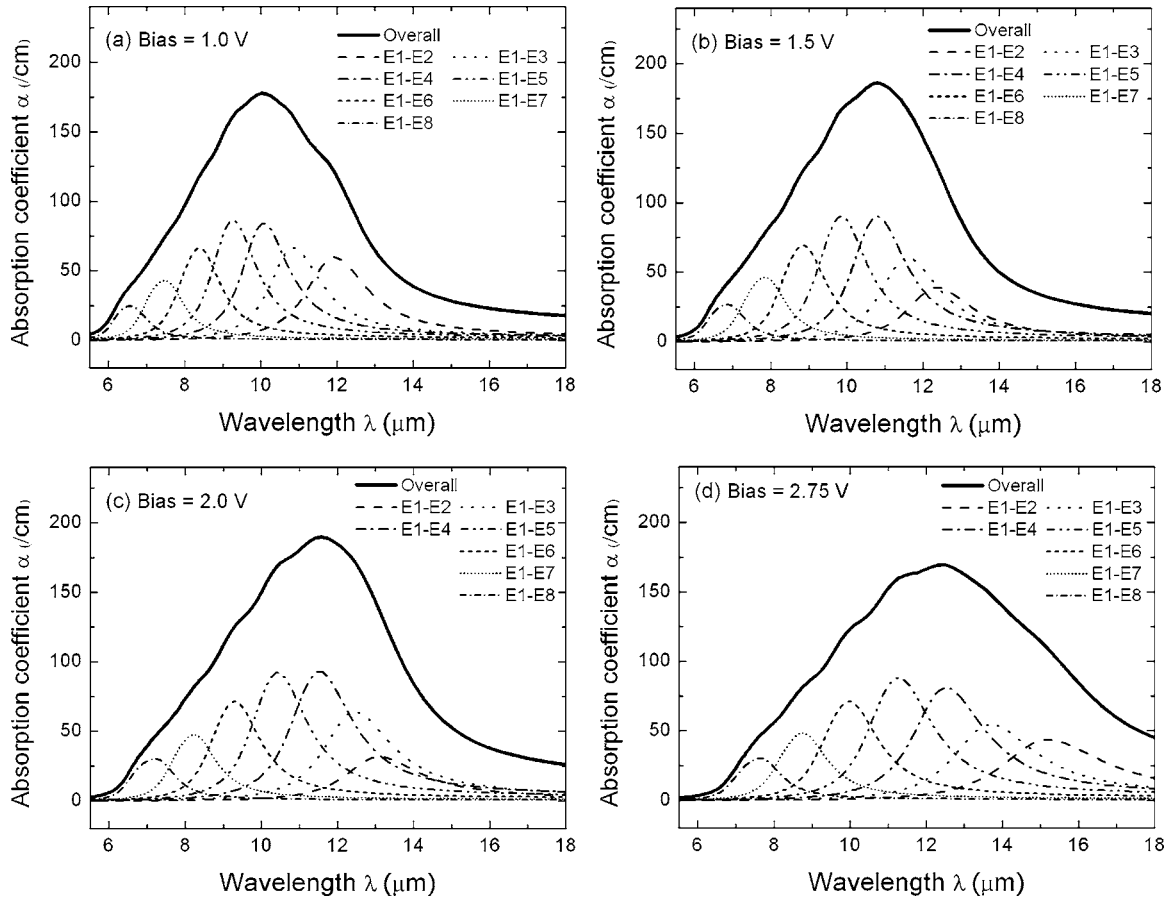 (a) Bias = 1.0 V
Overall
E1-E2 E1-E3
E1-E4 E1-E5
E1-E6 E1-E7
E1-E8
200
150
100
50
0
6 8 10 12 14 16 18
Absorption coefficient α (/cm)
Wavelength λ (μm)
(b) Bias = 1.5 V
Overall
E1-E2 E1-E3
E1-E4 E1-E5
E1-E6 E1-E7
E1-E8
200
150
100
50
0
6 8 10 12 14 16 18
Absorption coefficient α (/cm)
Wavelength λ (μm)
(c) Bias = 2.0 V
Overall
E1-E2 E1-E3
E1-E4 E1-E5
E1-E6
E1-E7
E1-E8
200
150
100
50
0
6 8 10 12 14 16 18
Absorption coefficient α (/cm)
Wavelength λ (μm)
(d) Bias = 2.75 V
Overall
E1-E2 E1-E3
E1-E4 E1-E5
E1-E6
E1-E7
E1-E8
200
150
100
50
0
6 8 10 12 14 16 18
Absorption coefficient α (/cm)
Wavelength λ (μm)